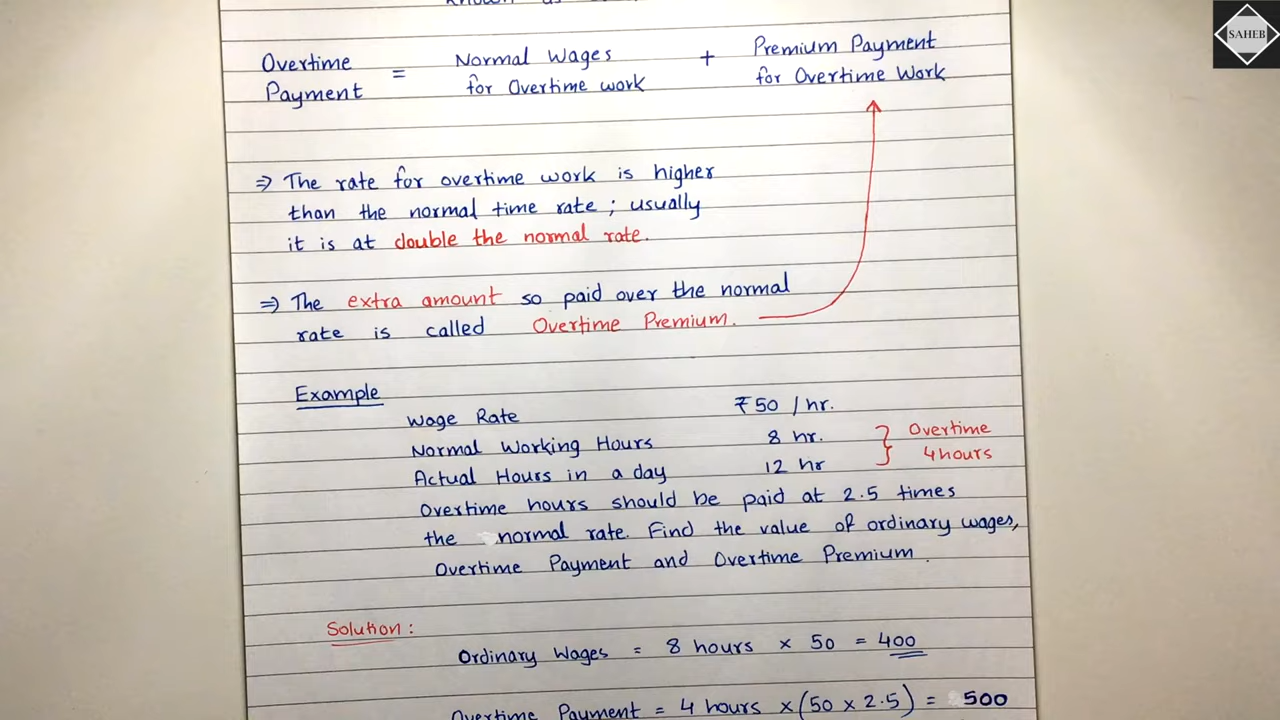 SAHEB
Overtime Payment = Normal Wages for Overtime work + Premium Payment for Overtime Work
⇒ The rate for overtime work is higher
than the normal time rate ; usually
it is at double the normal rate.
⇒ The extra amount so paid over the normal
rate is called Overtime Premium.
Example
Wage Rate ₹50 / hr.
Normal Working Hours 8 hr.
Actual Hours in a day 12 hr } Overtime 4 hours
Overtime hours should be paid at 2.5 times
the normal rate. Find the value of ordinary wages,
Overtime Payment and Overtime Premium.
Solution :
Ordinary Wages = 8 hours × 50 = 400
Overtime Payment = 4 hours × (50 × 2.5) = 500